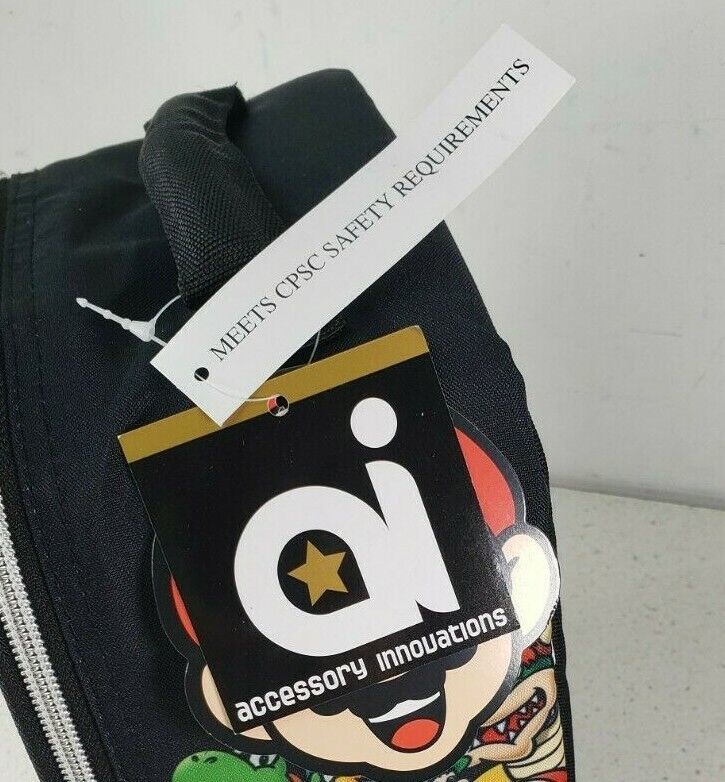 MEETS CPSC SAFETY REQUIREMENTS
ai
accessory innovations